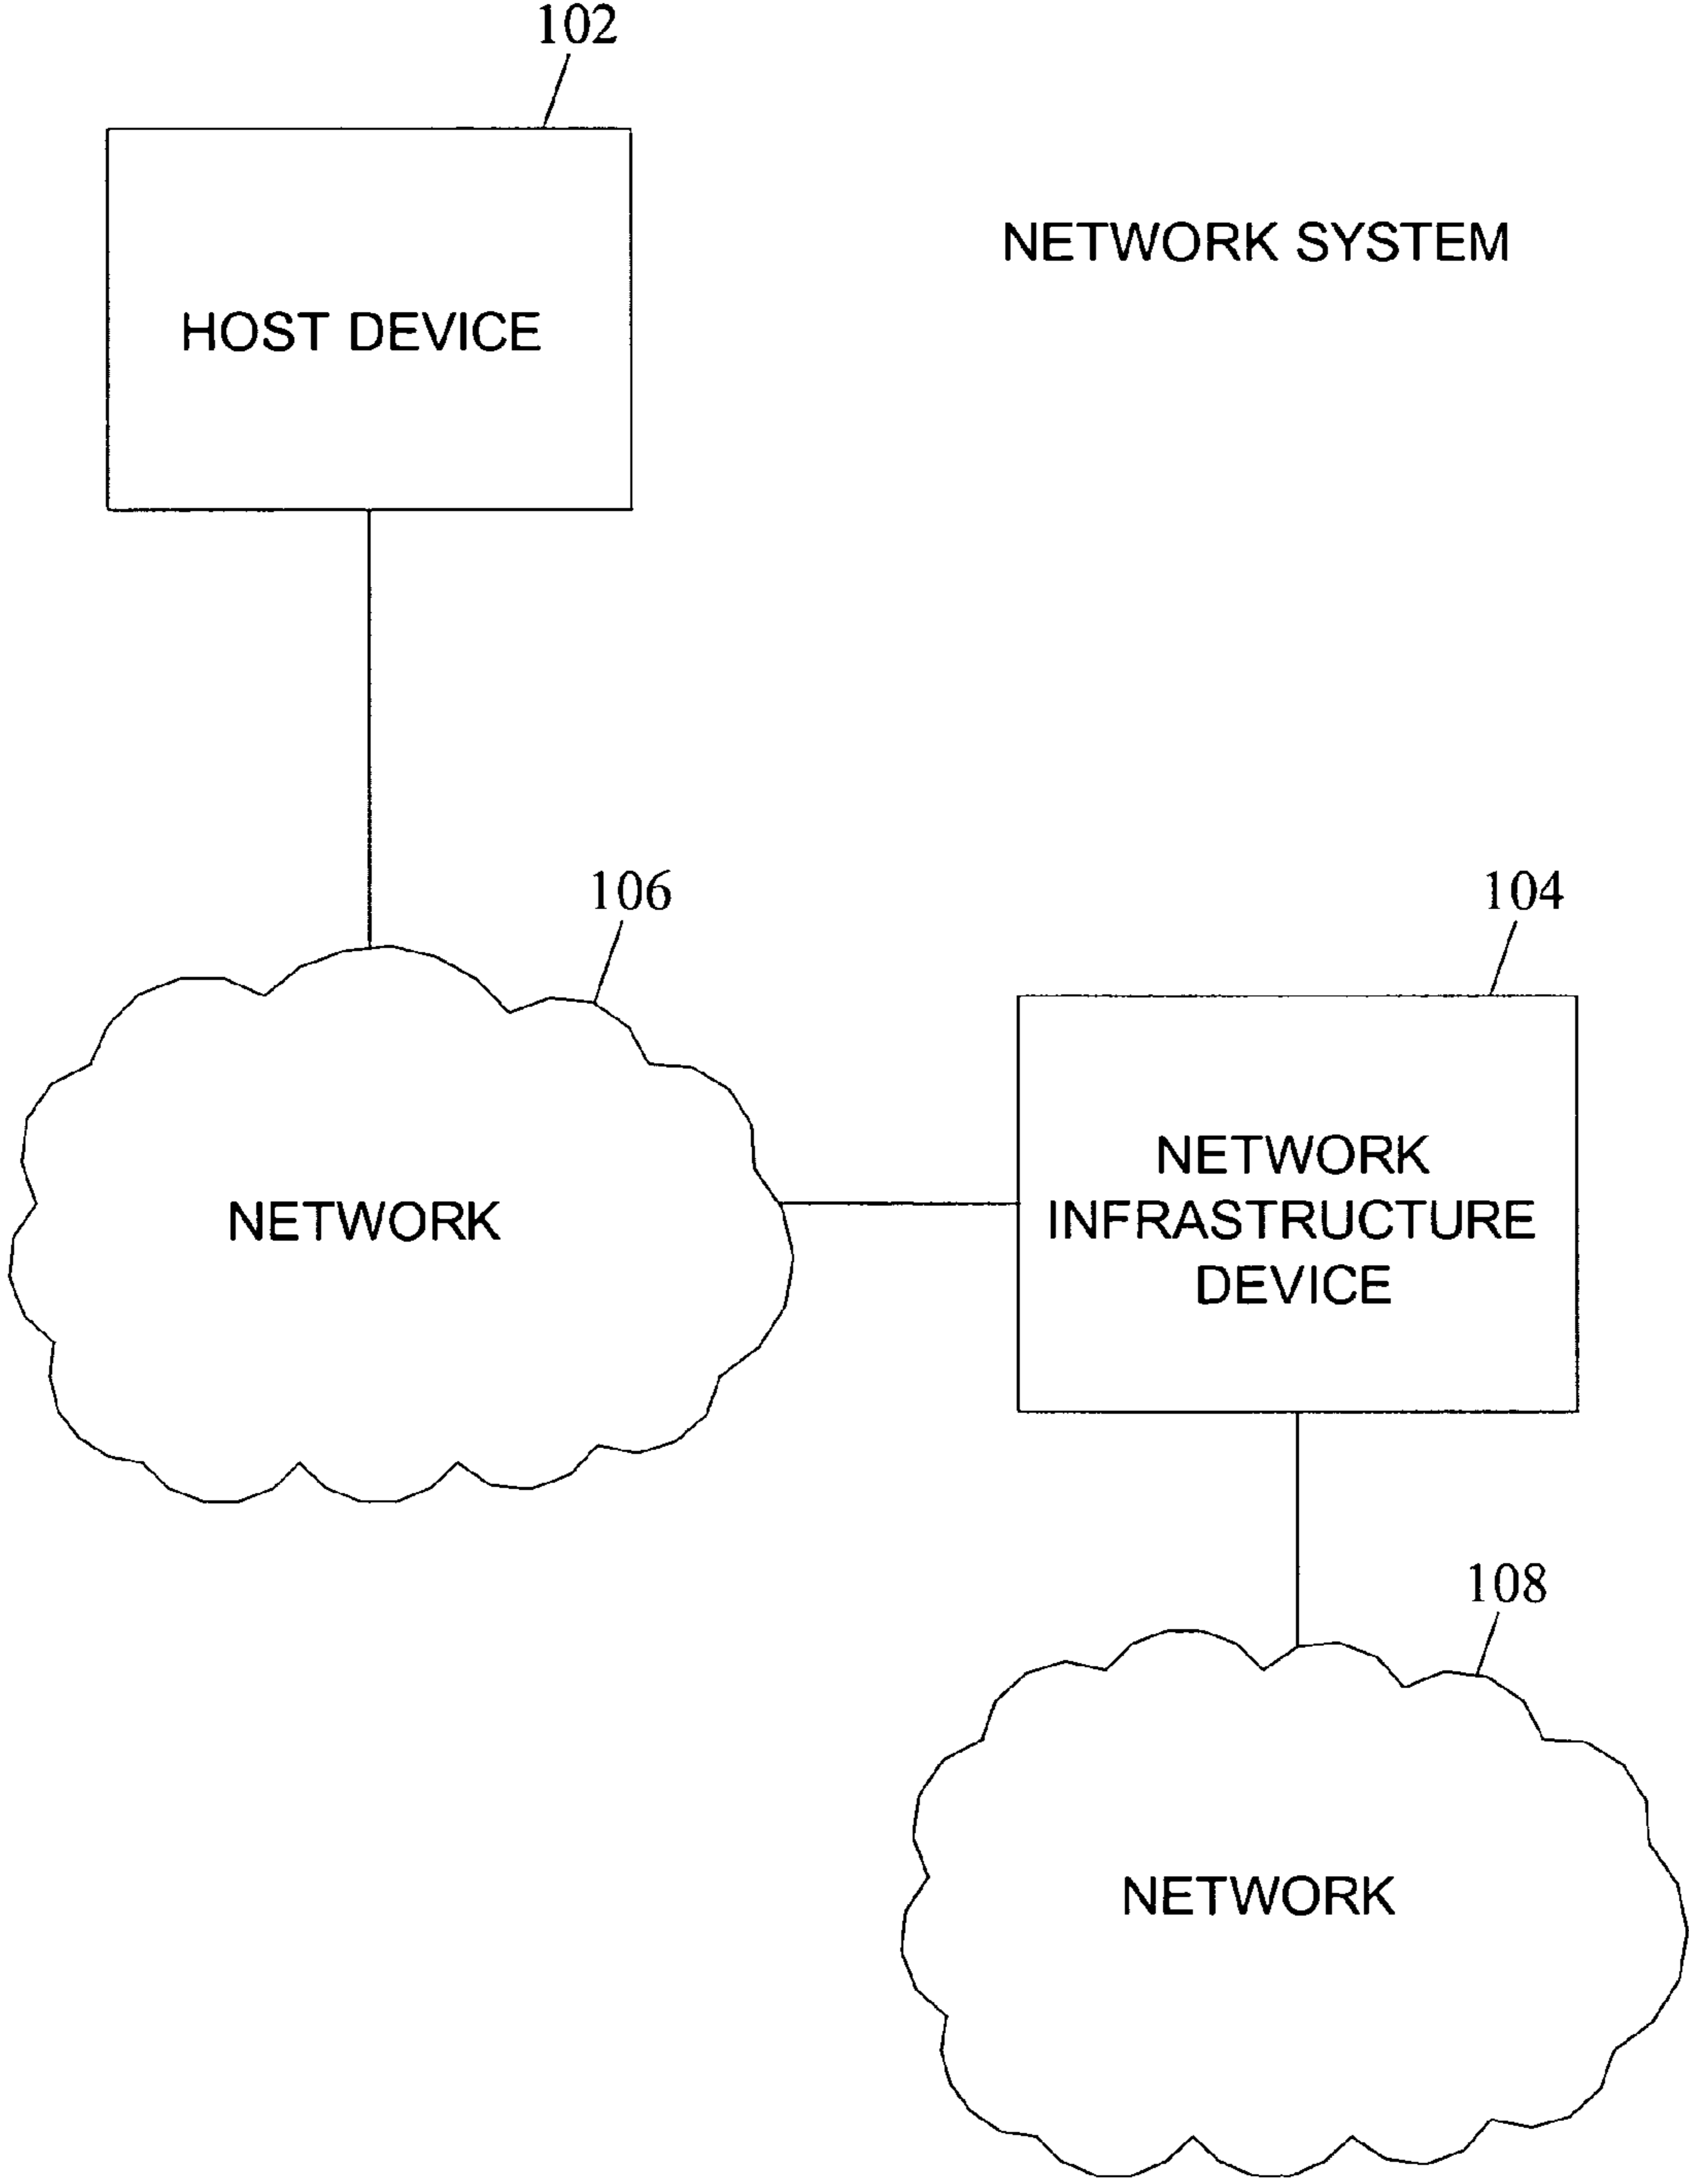 102
NETWORK SYSTEM
HOST DEVICE
106
104
NETWORK
INFRASTRUCTURE
DEVICE
NETWORK
108
NETWORK